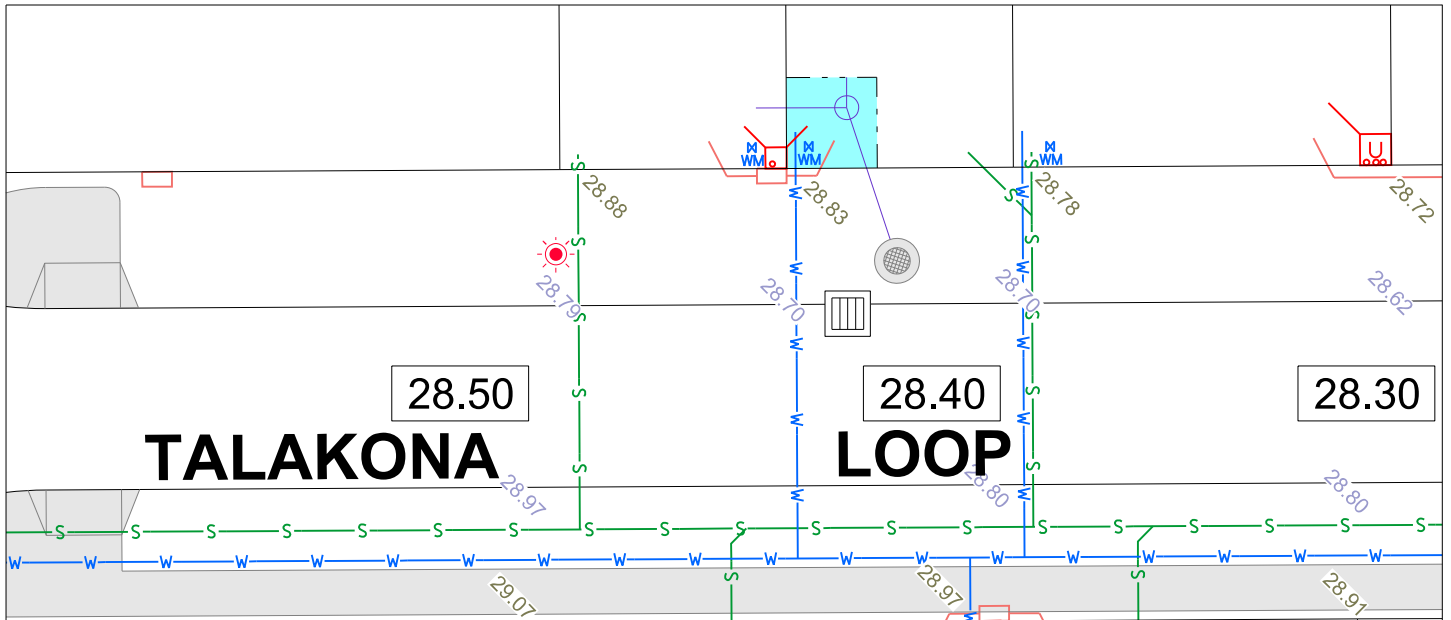 WM WM WM
U
S S S
28.88 28.83 28.78 28.72
W W
S S
W W
28.79 28.70 28.70 28.62
S S
W W
28.50 28.40 28.30
S S
W
TALAKONA LOOP
S S
28.97 28.80 28.80
W W
S S S S S S S S S S S S S S S S S S S
W W W W W W W W W W W W W W W W W W W
S S
29.07 28.97 28.91
W